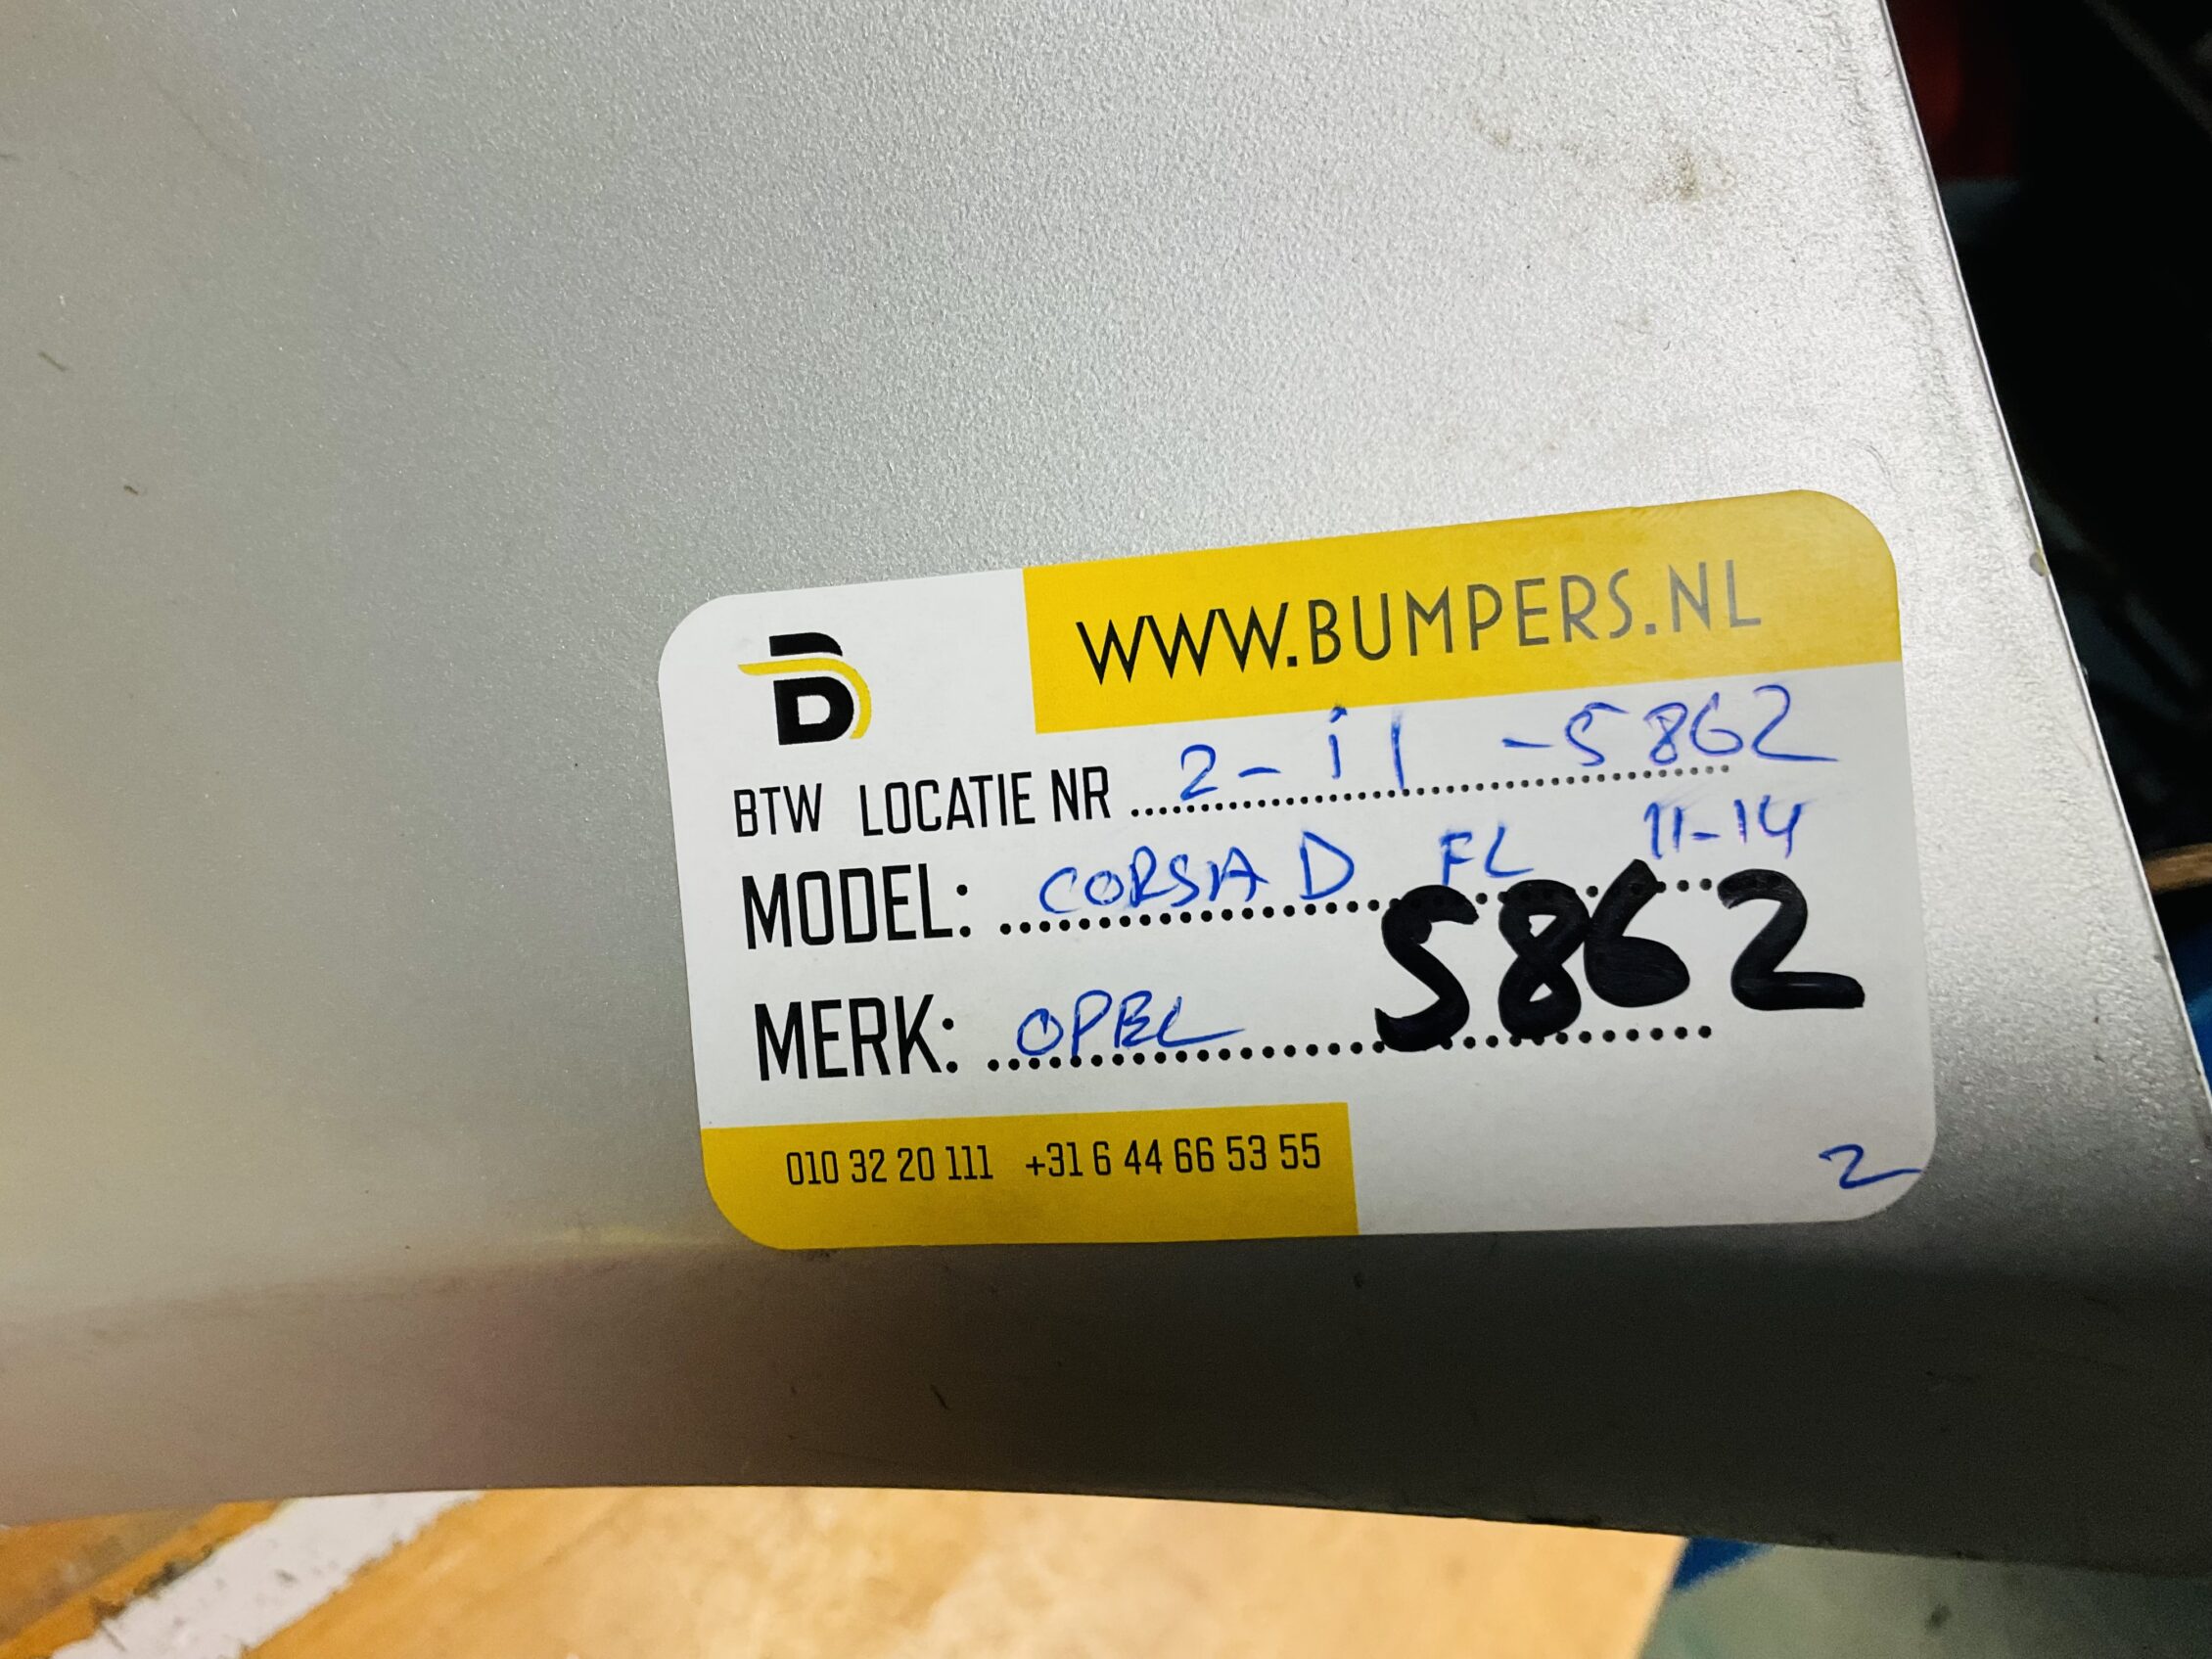 WWW.BUMPERS.NL
BTW LOCATIE NR 2-i1 -5862
MODEL: CORSA D FL 11-14
5862
MERK: OPEL
010 32 20 111 +31 6 44 66 53 55
2